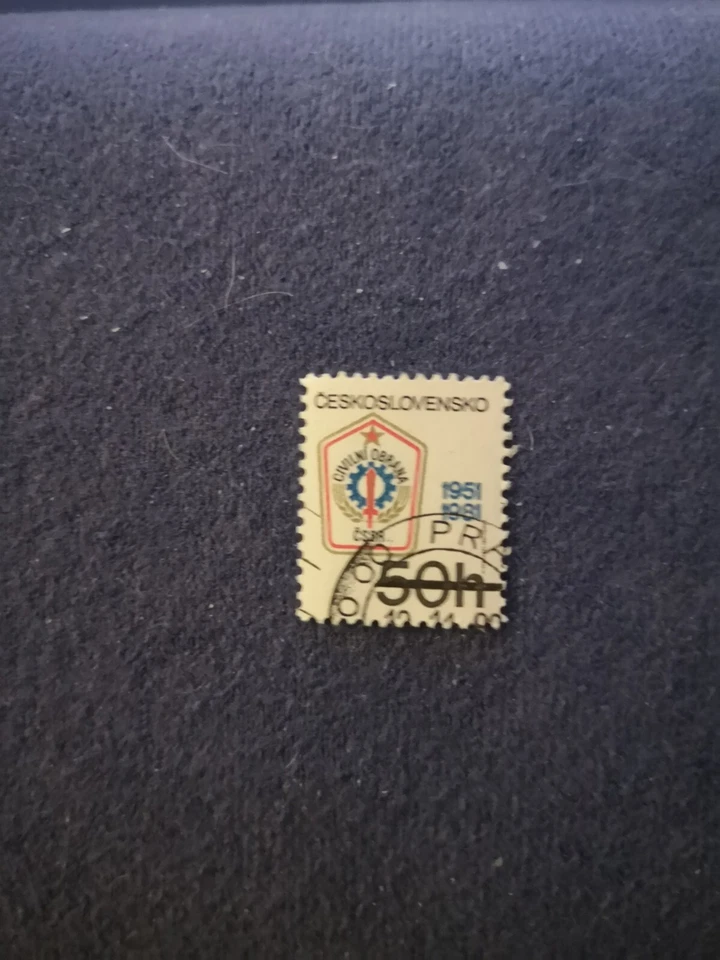 ČESKOSLOVENSKO
CIVILNÍ OBRANA
ČSSR
1951
1981
PR
50h